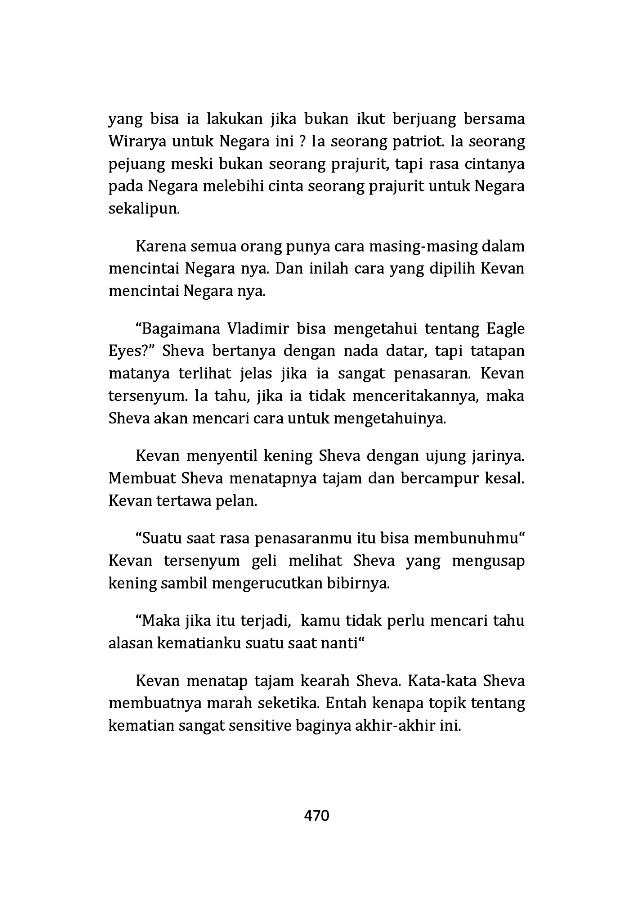 yang bisa ia lakukan jika bukan ikut berjuang bersama
Wirarya untuk Negara ini ? Ia seorang patriot. Ia seorang
pejuang meski bukan seorang prajurit, tapi rasa cintanya
pada Negara melebihi cinta seorang prajurit untuk Negara
sekalipun.
Karena semua orang punya cara masing-masing dalam
mencintai Negara nya. Dan inilah cara yang dipilih Kevan
mencintai Negara nya.
“Bagaimana Vladimir bisa mengetahui tentang Eagle
Eyes?” Sheva bertanya dengan nada datar, tapi tatapan
matanya terlihat jelas jika ia sangat penasaran. Kevan
tersenyum. Ia tahu, jika ia tidak menceritakannya, maka
Sheva akan mencari cara untuk mengetahuinya.
Kevan menyentil kening Sheva dengan ujung jarinya.
Membuat Sheva menatapnya tajam dan bercampur kesal.
Kevan tertawa pelan.
“Suatu saat rasa penasaranmu itu bisa membunuhmu“
Kevan tersenyum geli melihat Sheva yang mengusap
kening sambil mengerucutkan bibirnya.
“Maka jika itu terjadi,  kamu tidak perlu mencari tahu
alasan kematianku suatu saat nanti“
Kevan menatap tajam kearah Sheva. Kata-kata Sheva
membuatnya marah seketika. Entah kenapa topik tentang
kematian sangat sensitive baginya akhir-akhir ini.
470